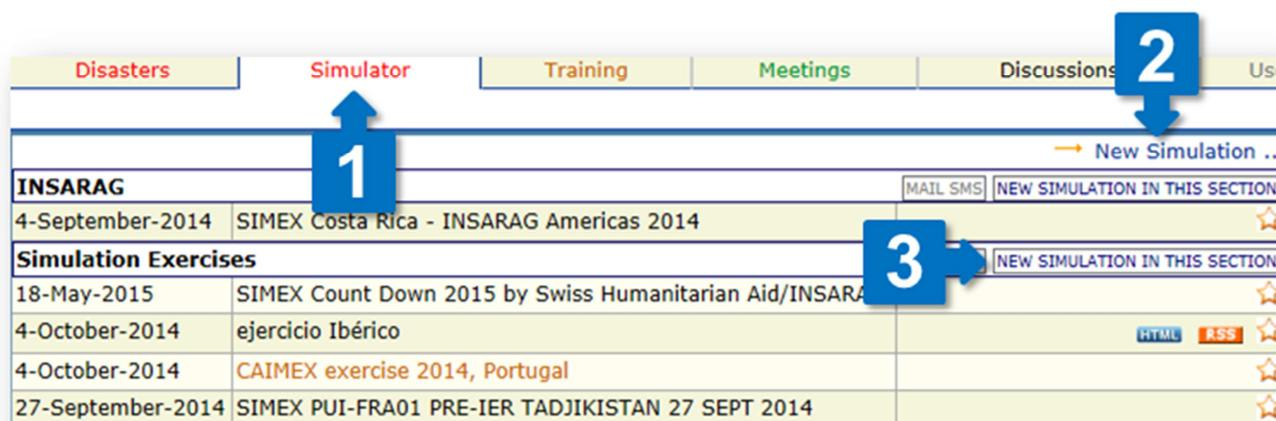 2
Disasters Simulator Training Meetings Discussions Us
1
New Simulation ..
INSARAG MAIL SMS NEW SIMULATION IN THIS SECTION
4-September-2014 SIMEX Costa Rica - INSARAG Americas 2014
Simulation Exercises 3 NEW SIMULATION IN THIS SECTION
18-May-2015 SIMEX Count Down 2015 by Swiss Humanitarian Aid/INSARA
4-October-2014 ejercicio Ibérico HTML RSS
4-October-2014 CAIMEX exercise 2014, Portugal
27-September-2014 SIMEX PUI-FRA01 PRE-IER TADJIKISTAN 27 SEPT 2014